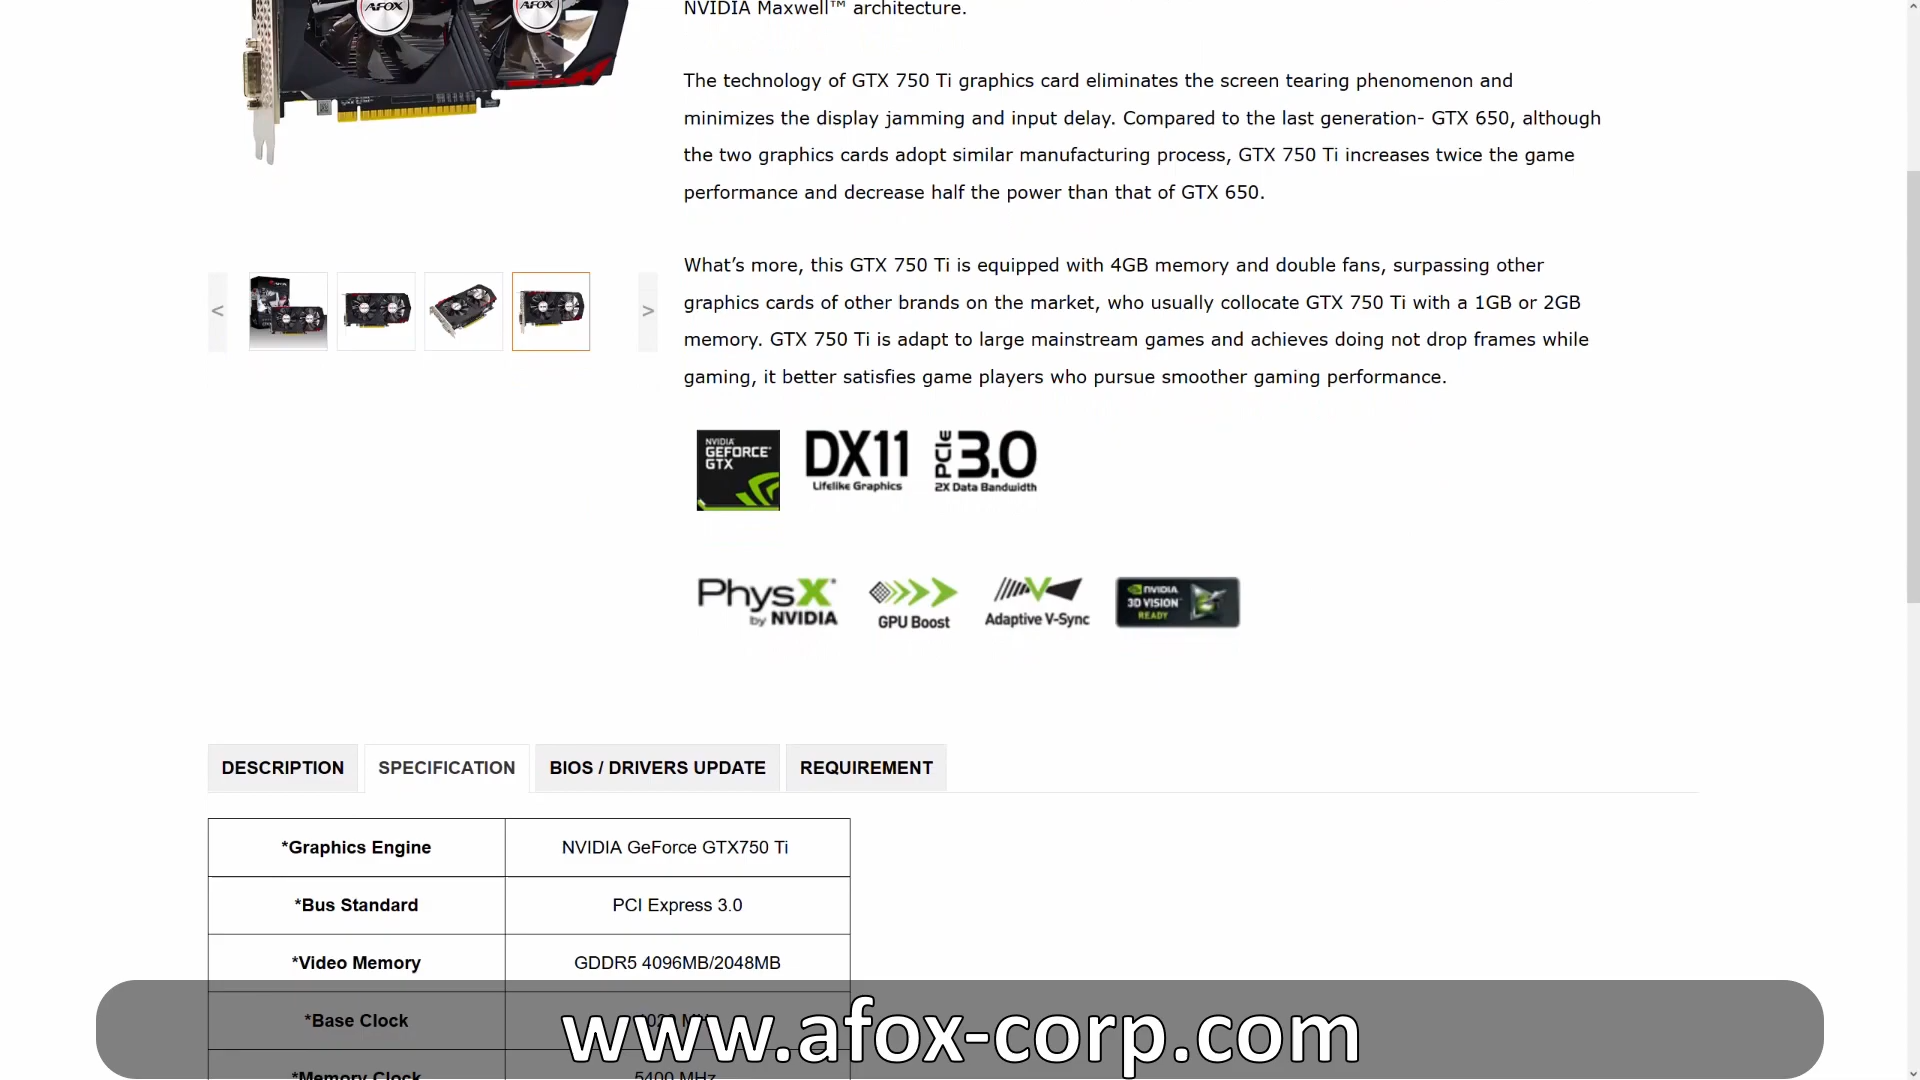 AFOX
AFOX
NVIDIA Maxwell™ architecture.
The technology of GTX 750 Ti graphics card eliminates the screen tearing phenomenon and
minimizes the display jamming and input delay. Compared to the last generation- GTX 650, although
the two graphics cards adopt similar manufacturing process, GTX 750 Ti increases twice the game
performance and decrease half the power than that of GTX 650.
What’s more, this GTX 750 Ti is equipped with 4GB memory and double fans, surpassing other
graphics cards of other brands on the market, who usually collocate GTX 750 Ti with a 1GB or 2GB
memory. GTX 750 Ti is adapt to large mainstream games and achieves doing not drop frames while
gaming, it better satisfies game players who pursue smoother gaming performance.
< >
NVIDIA
GEFORCE
GTX
DX11
Lifelike Graphics
PCIe 3.0
2X Data Bandwidth
PhysX
by NVIDIA
GPU Boost
Adaptive V-Sync
NVIDIA
3D VISION
READY
DESCRIPTION SPECIFICATION BIOS / DRIVERS UPDATE REQUIREMENT
*Graphics Engine NVIDIA GeForce GTX750 Ti
*Bus Standard PCI Express 3.0
*Video Memory GDDR5 4096MB/2048MB
*Base Clock
www.afox-corp.com
*Memory Clock 5400 MHz